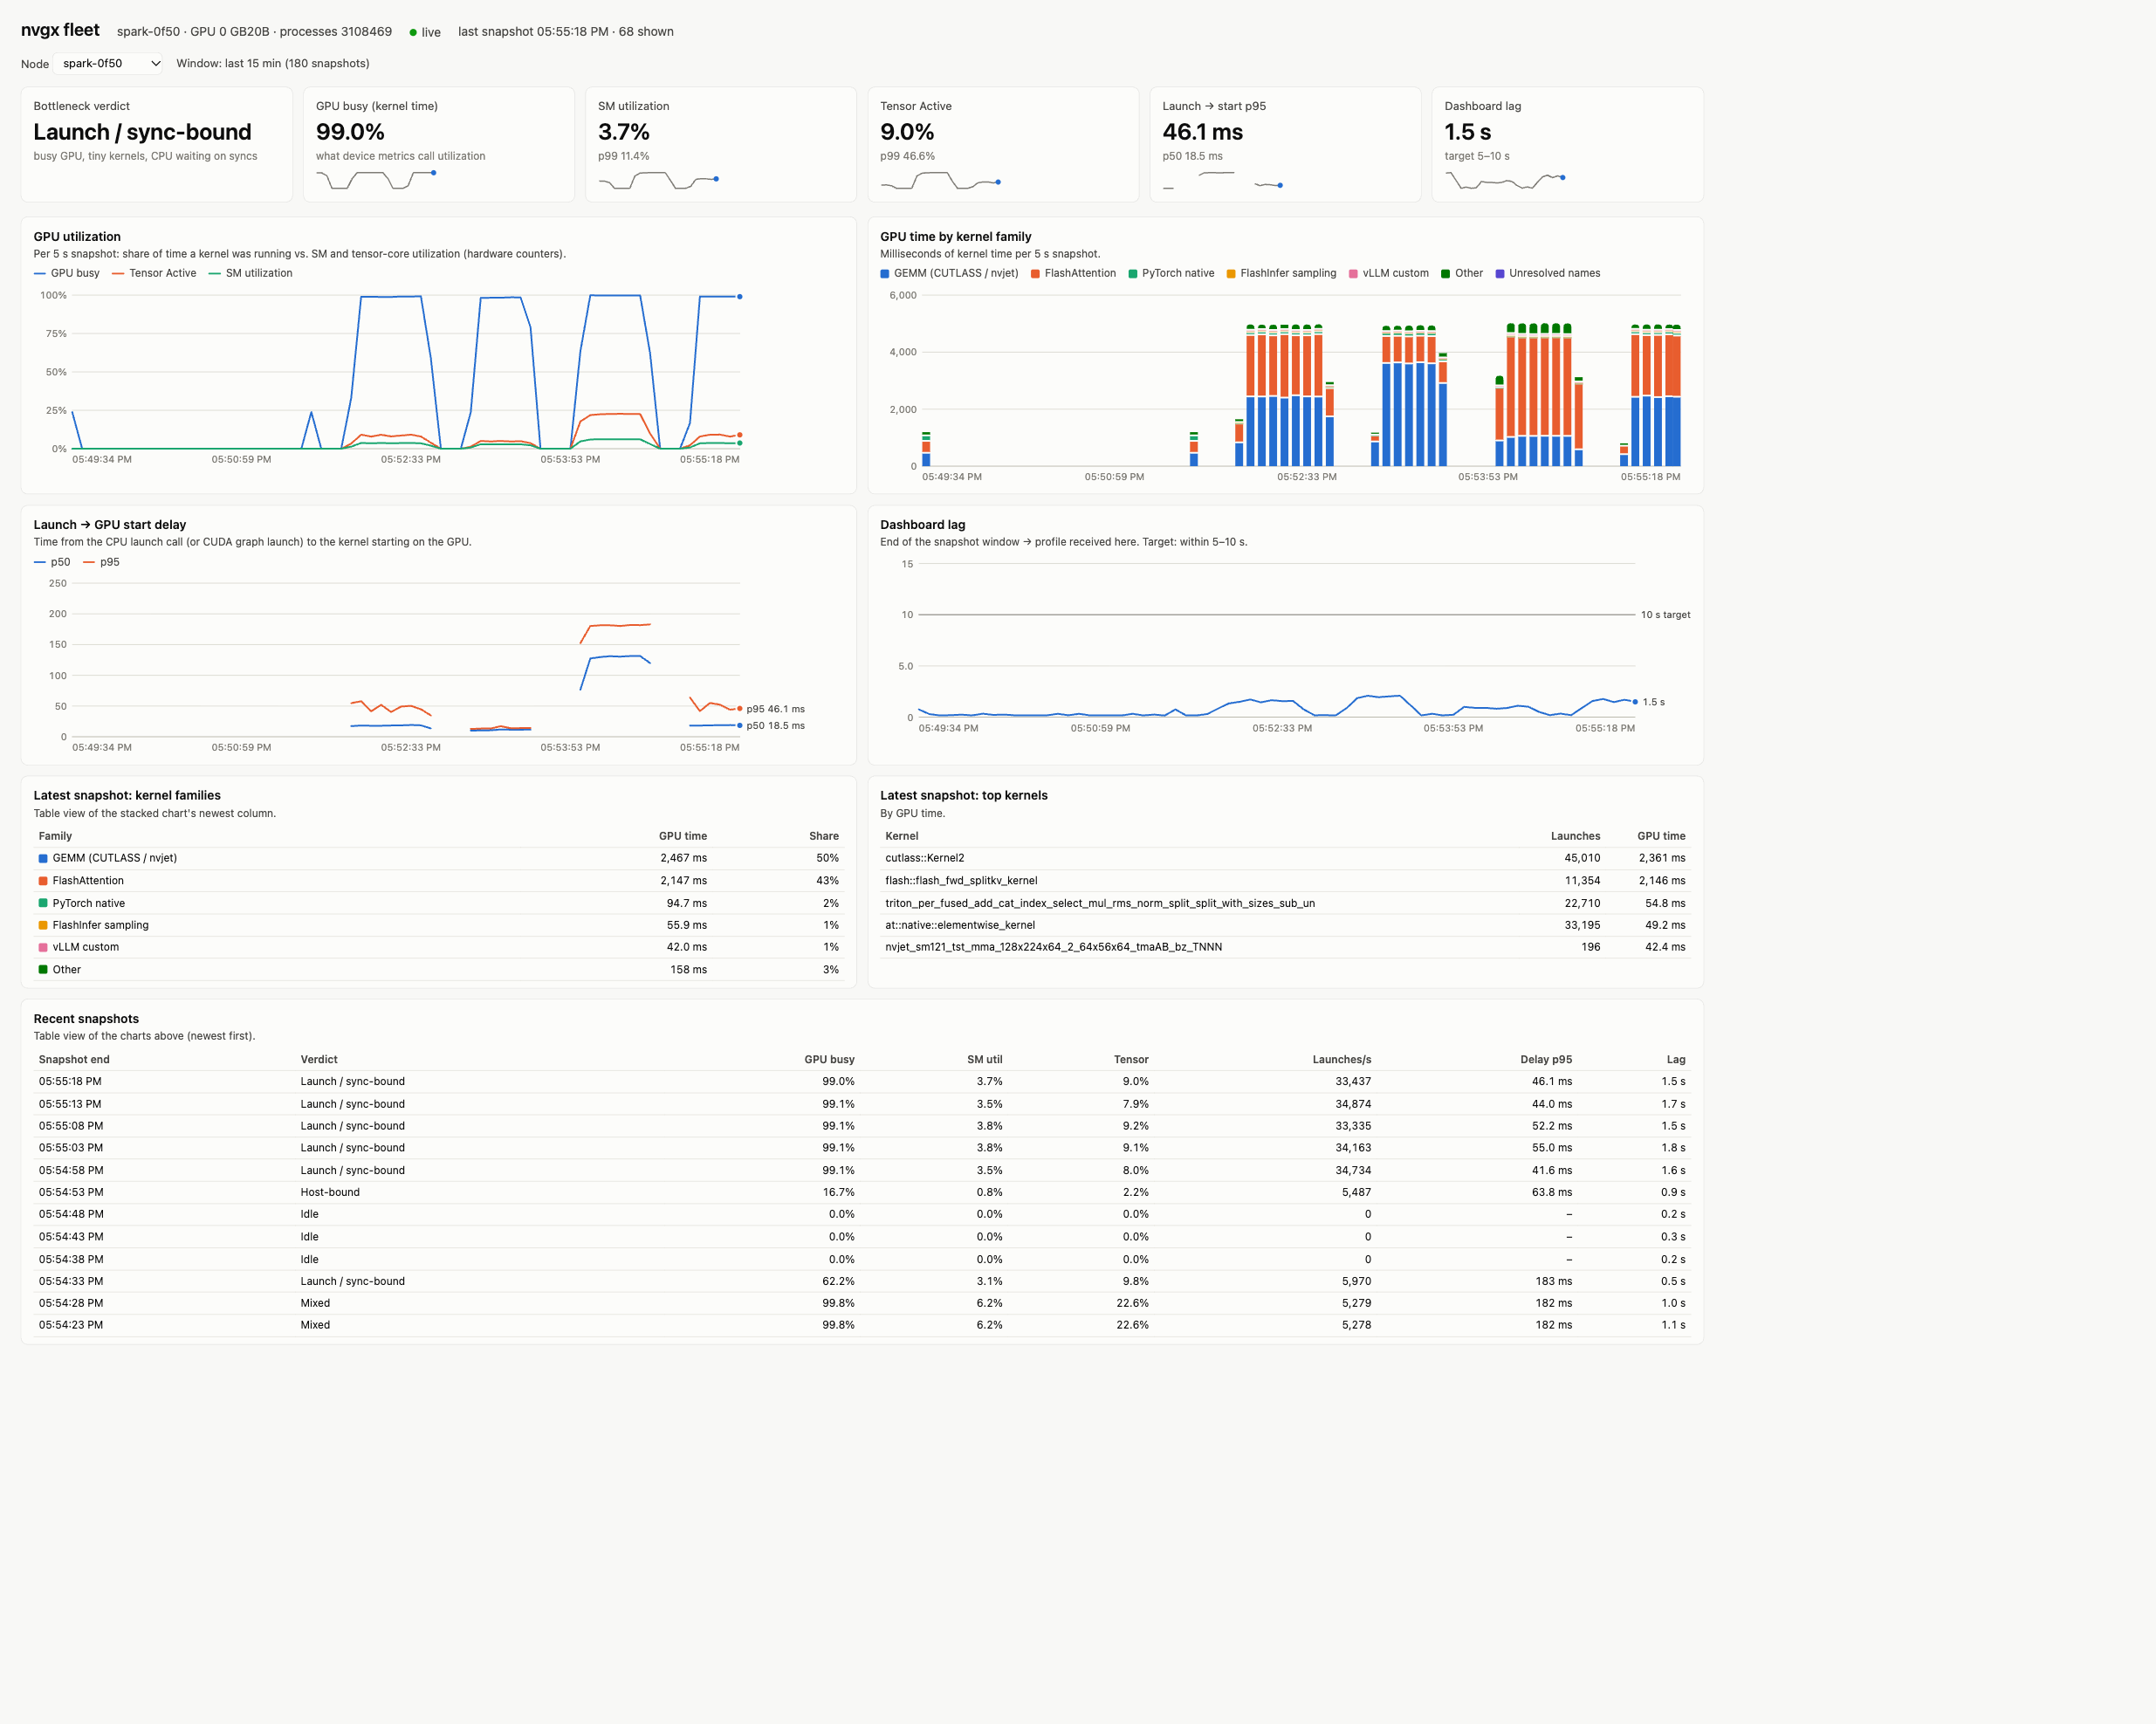 nvgx fleet spark-0f50 · GPU 0 GB20B · processes 3108469 live last snapshot 05:55:18 PM · 68 shown
Node spark-0f50 Window: last 15 min (180 snapshots)
Bottleneck verdict
Launch / sync-bound
busy GPU, tiny kernels, CPU waiting on syncs
GPU busy (kernel time)
99.0%
what device metrics call utilization
SM utilization
3.7%
p99 11.4%
Tensor Active
9.0%
p99 46.6%
Launch → start p95
46.1 ms
p50 18.5 ms
Dashboard lag
1.5 s
target 5–10 s
GPU utilization
Per 5 s snapshot: share of time a kernel was running vs. SM and tensor-core utilization (hardware counters).
GPU busy Tensor Active SM utilization
100%
75%
50%
25%
0%
05:49:34 PM 05:50:59 PM 05:52:33 PM 05:53:53 PM 05:55:18 PM
GPU time by kernel family
Milliseconds of kernel time per 5 s snapshot.
GEMM (CUTLASS / nvjet) FlashAttention PyTorch native FlashInfer sampling vLLM custom Other Unresolved names
6,000
4,000
2,000
0
05:49:34 PM 05:50:59 PM 05:52:33 PM 05:53:53 PM 05:55:18 PM
Launch → GPU start delay
Time from the CPU launch call (or CUDA graph launch) to the kernel starting on the GPU.
p50 p95
250
200
150
100
50
0
p95 46.1 ms
p50 18.5 ms
05:49:34 PM 05:50:59 PM 05:52:33 PM 05:53:53 PM 05:55:18 PM
Dashboard lag
End of the snapshot window → profile received here. Target: within 5–10 s.
15
10
5.0
0
10 s target
1.5 s
05:49:34 PM 05:50:59 PM 05:52:33 PM 05:53:53 PM 05:55:18 PM
Latest snapshot: kernel families
Table view of the stacked chart's newest column.
Family GPU time Share
GEMM (CUTLASS / nvjet) 2,467 ms 50%
FlashAttention 2,147 ms 43%
PyTorch native 94.7 ms 2%
FlashInfer sampling 55.9 ms 1%
vLLM custom 42.0 ms 1%
Other 158 ms 3%
Latest snapshot: top kernels
By GPU time.
Kernel Launches GPU time
cutlass::Kernel2 45,010 2,361 ms
flash::flash_fwd_splitkv_kernel 11,354 2,146 ms
triton_per_fused_add_cat_index_select_mul_rms_norm_split_split_with_sizes_sub_un 22,710 54.8 ms
at::native::elementwise_kernel 33,195 49.2 ms
nvjet_sm121_tst_mma_128x224x64_2_64x56x64_tmaAB_bz_TNNN 196 42.4 ms
Recent snapshots
Table view of the charts above (newest first).
Snapshot end Verdict GPU busy SM util Tensor Launches/s Delay p95 Lag
05:55:18 PM Launch / sync-bound 99.0% 3.7% 9.0% 33,437 46.1 ms 1.5 s
05:55:13 PM Launch / sync-bound 99.1% 3.5% 7.9% 34,874 44.0 ms 1.7 s
05:55:08 PM Launch / sync-bound 99.1% 3.8% 9.2% 33,335 52.2 ms 1.5 s
05:55:03 PM Launch / sync-bound 99.1% 3.8% 9.1% 34,163 55.0 ms 1.8 s
05:54:58 PM Launch / sync-bound 99.1% 3.5% 8.0% 34,734 41.6 ms 1.6 s
05:54:53 PM Host-bound 16.7% 0.8% 2.2% 5,487 63.8 ms 0.9 s
05:54:48 PM Idle 0.0% 0.0% 0.0% 0 – 0.2 s
05:54:43 PM Idle 0.0% 0.0% 0.0% 0 – 0.3 s
05:54:38 PM Idle 0.0% 0.0% 0.0% 0 – 0.2 s
05:54:33 PM Launch / sync-bound 62.2% 3.1% 9.8% 5,970 183 ms 0.5 s
05:54:28 PM Mixed 99.8% 6.2% 22.6% 5,279 182 ms 1.0 s
05:54:23 PM Mixed 99.8% 6.2% 22.6% 5,278 182 ms 1.1 s